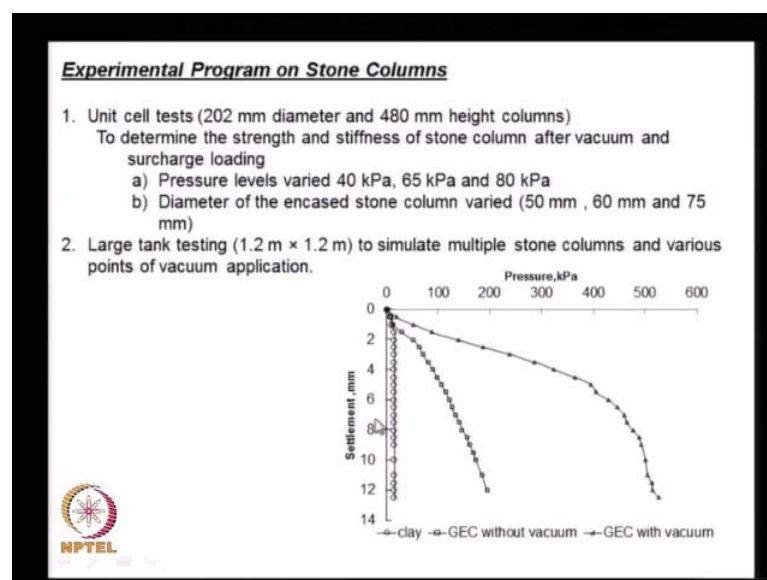 Experimental Program on Stone Columns
1. Unit cell tests (202 mm diameter and 480 mm height columns)
To determine the strength and stiffness of stone column after vacuum and
surcharge loading
a) Pressure levels varied 40 kPa, 65 kPa and 80 kPa
b) Diameter of the encased stone column varied (50 mm , 60 mm and 75
mm)
2. Large tank testing (1.2 m × 1.2 m) to simulate multiple stone columns and various
points of vacuum application.
Pressure,kPa
0 100 200 300 400 500 600
0
2
4
6
8
10
12
14
Settlement,mm
clay GEC without vacuum GEC with vacuum
NPTEL